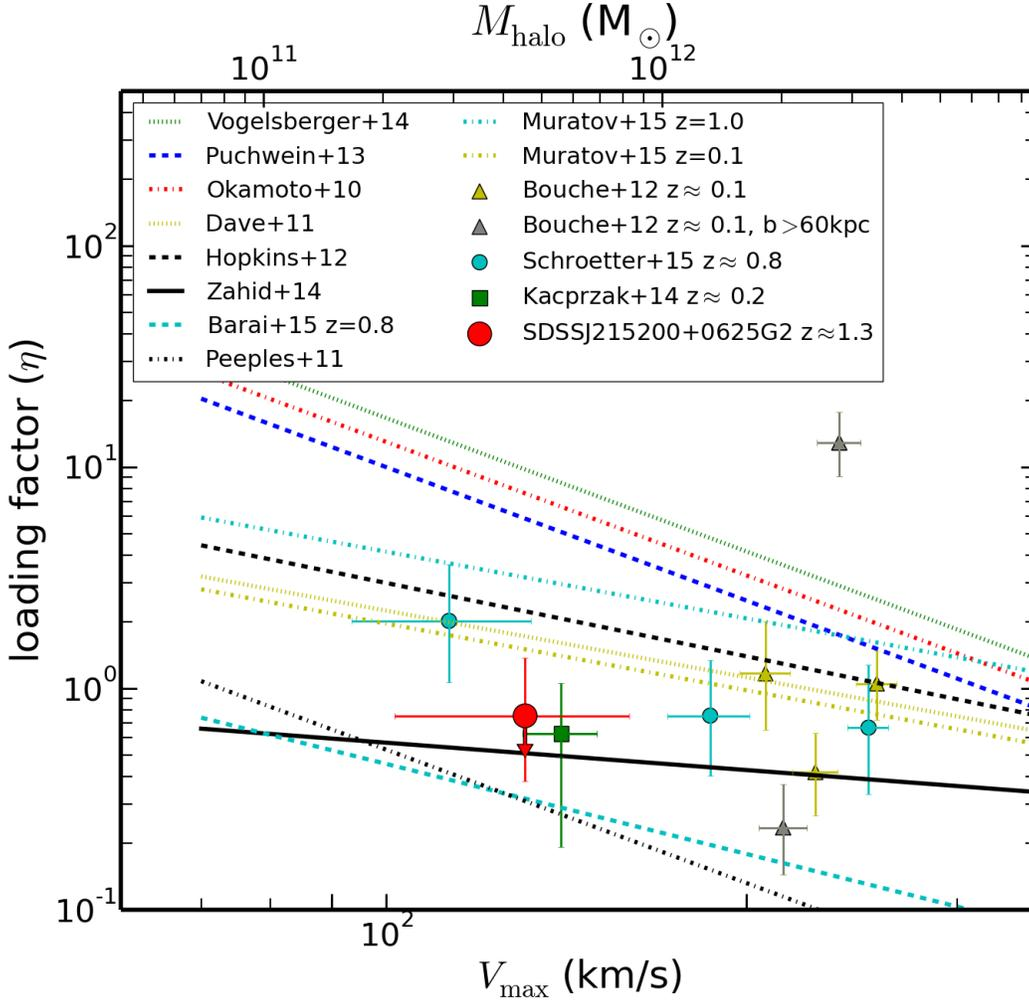 M_halo (M_⊙)
10^11 10^12
Vogelsberger+14
Puchwein+13
Okamoto+10
Dave+11
Hopkins+12
Zahid+14
Barai+15 z=0.8
Peeples+11
Muratov+15 z=1.0
Muratov+15 z=0.1
Bouche+12 z≈ 0.1
Bouche+12 z≈ 0.1, b>60kpc
Schroetter+15 z≈ 0.8
Kacprzak+14 z≈ 0.2
SDSSJ215200+0625G2 z≈1.3
loading factor (η)
10^2
10^1
10^0
10^-1
10^2
V_max (km/s)